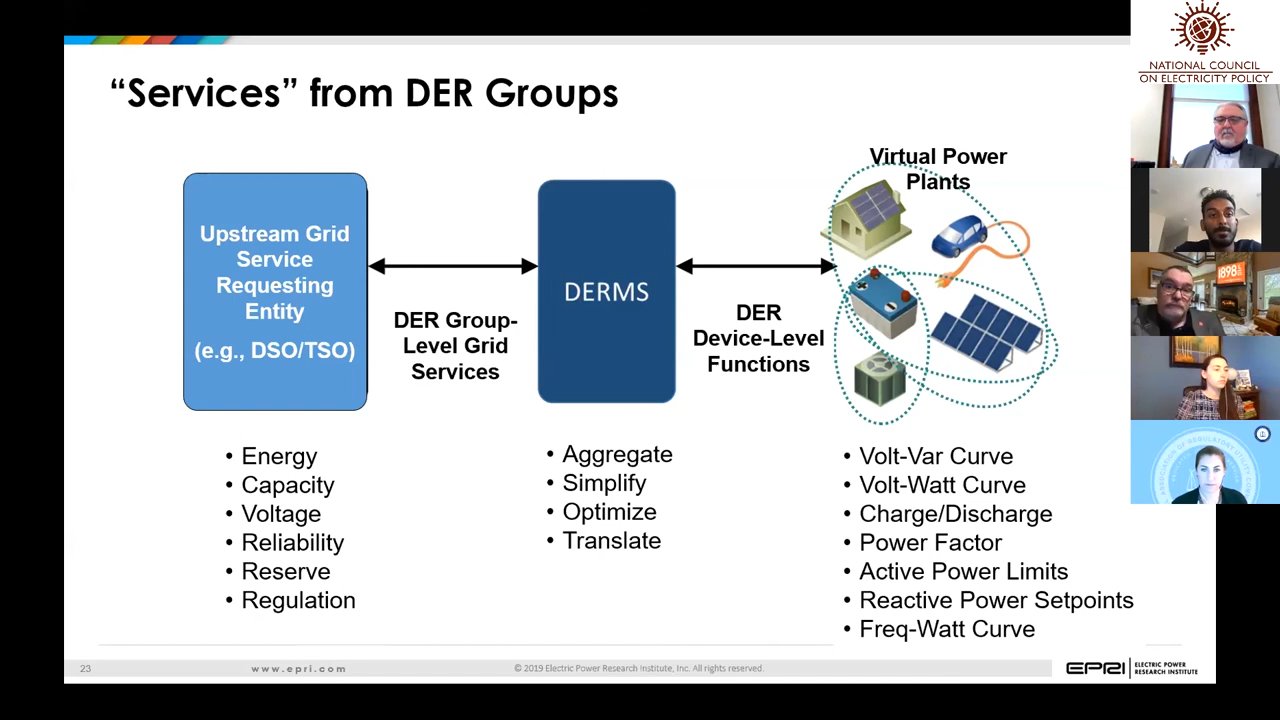 “Services” from DER Groups
NATIONAL COUNCIL
ON ELECTRICITY POLICY
Upstream Grid
Service
Requesting
Entity
(e.g., DSO/TSO)
DER Group-
Level Grid
Services
DERMS
DER
Device-Level
Functions
Virtual Power
Plants
1898
• Energy
• Capacity
• Voltage
• Reliability
• Reserve
• Regulation
• Aggregate
• Simplify
• Optimize
• Translate
• Volt-Var Curve
• Volt-Watt Curve
• Charge/Discharge
• Power Factor
• Active Power Limits
• Reactive Power Setpoints
• Freq-Watt Curve
23
www.epri.com
© 2019 Electric Power Research Institute, Inc. All rights reserved.
EPRI
ELECTRIC POWER
RESEARCH INSTITUTE